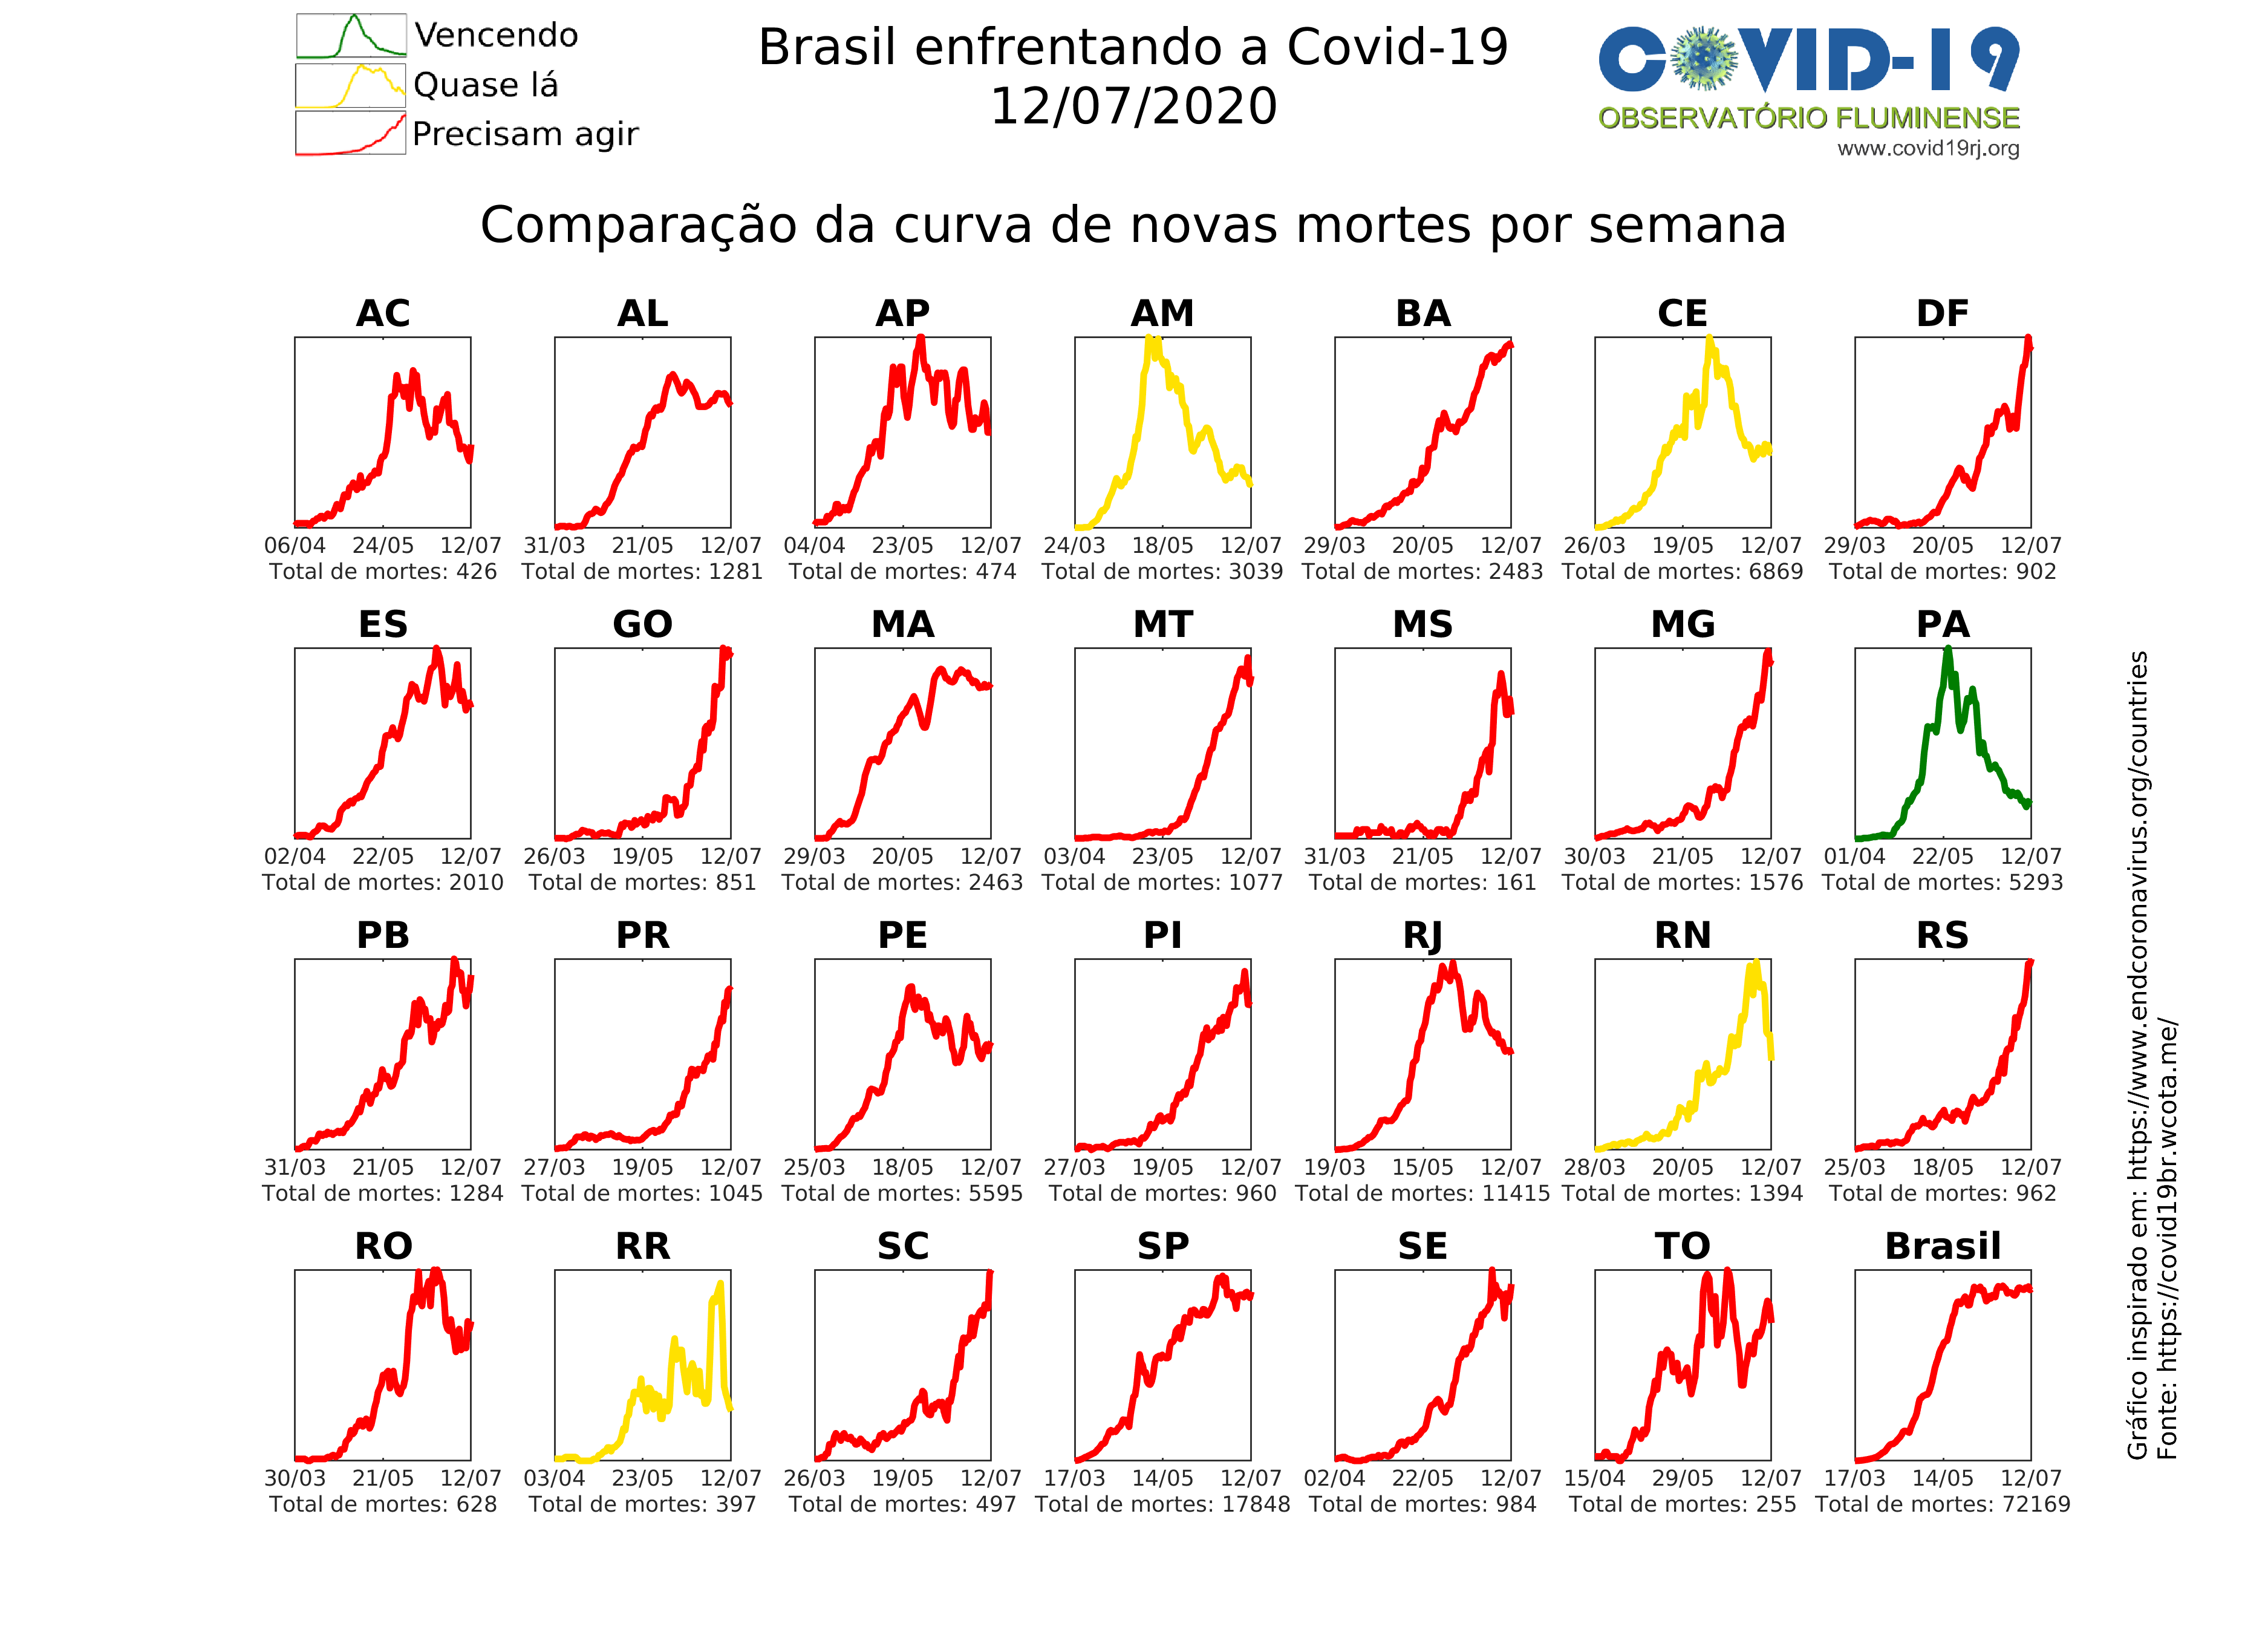 Vencendo
Quase lá
Precisam agir
Brasil enfrentando a Covid-19
12/07/2020
COVID-19
OBSERVATÓRIO FLUMINENSE
www.covid19rj.org
Comparação da curva de novas mortes por semana
AC AL AP AM BA CE DF
06/04 24/05 12/07 31/03 21/05 12/07 04/04 23/05 12/07 24/03 18/05 12/07 29/03 20/05 12/07 26/03 19/05 12/07 29/03 20/05 12/07
Total de mortes: 426 Total de mortes: 1281 Total de mortes: 474 Total de mortes: 3039 Total de mortes: 2483 Total de mortes: 6869 Total de mortes: 902
ES GO MA MT MS MG PA
02/04 22/05 12/07 26/03 19/05 12/07 29/03 20/05 12/07 03/04 23/05 12/07 31/03 21/05 12/07 30/03 21/05 12/07 01/04 22/05 12/07
Total de mortes: 2010 Total de mortes: 851 Total de mortes: 2463 Total de mortes: 1077 Total de mortes: 161 Total de mortes: 1576 Total de mortes: 5293
PB PR PE PI RJ RN RS
31/03 21/05 12/07 27/03 19/05 12/07 25/03 18/05 12/07 27/03 19/05 12/07 19/03 15/05 12/07 28/03 20/05 12/07 25/03 18/05 12/07
Total de mortes: 1284 Total de mortes: 1045 Total de mortes: 5595 Total de mortes: 960 Total de mortes: 11415 Total de mortes: 1394 Total de mortes: 962
RO RR SC SP SE TO Brasil
30/03 21/05 12/07 03/04 23/05 12/07 26/03 19/05 12/07 17/03 14/05 12/07 02/04 22/05 12/07 15/04 29/05 12/07 17/03 14/05 12/07
Total de mortes: 628 Total de mortes: 397 Total de mortes: 497 Total de mortes: 17848 Total de mortes: 984 Total de mortes: 255 Total de mortes: 72169
Gráfico inspirado em: https://www.endcoronavirus.org/countries
Fonte: https://covid19br.wcota.me/